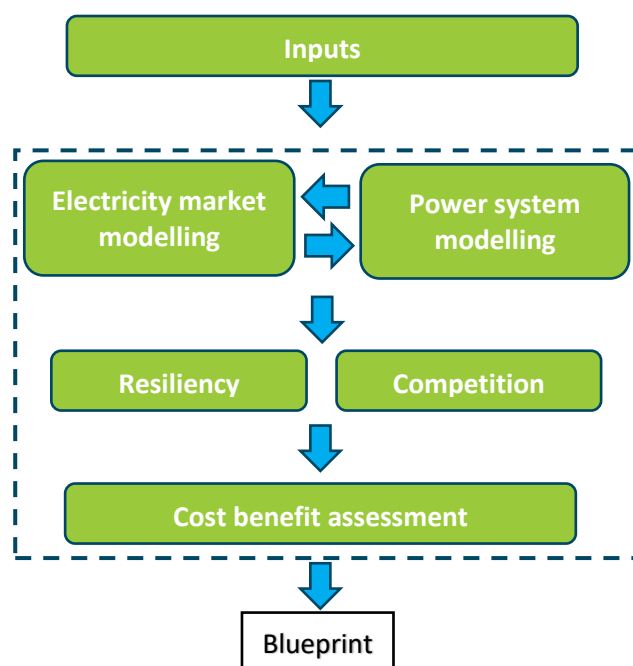 Inputs
Electricity market
modelling
Power system
modelling
Resiliency
Competition
Cost benefit assessment
Blueprint